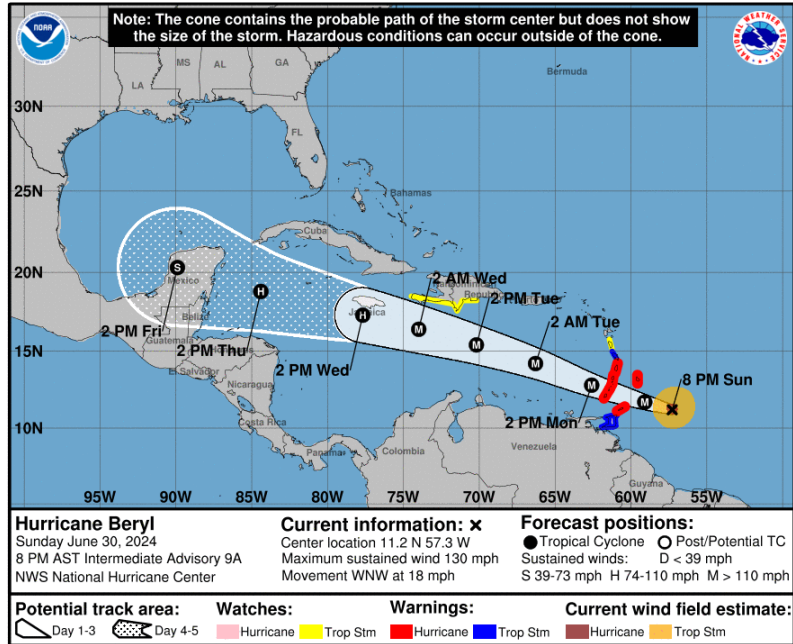 Note: The cone contains the probable path of the storm center but does not show
the size of the storm. Hazardous conditions can occur outside of the cone.
NOAA
NATIONAL WEATHER SERVICE
MS
AL
GA
LA
FL
Bermuda
30N
25N
20N
15N
10N
Bahamas
Cuba
Mexico
Jamaica
Belize
Guatemala
El Salvador
Nicaragua
Costa Rica
Panama
Colombia
Venezuela
Guyana
S
H
H
M
M
M
M
M
2 AM Wed
2 PM Tue
2 AM Tue
8 PM Sun
2 PM Fri
2 PM Thu
2 PM Wed
2 PM Mon
95W 90W 85W 80W 75W 70W 65W 60W 55W
Hurricane Beryl
Sunday June 30, 2024
8 PM AST Intermediate Advisory 9A
NWS National Hurricane Center
Current information: ✖
Center location 11.2 N 57.3 W
Maximum sustained wind 130 mph
Movement WNW at 18 mph
Forecast positions:
Tropical Cyclone Post/Potential TC
Sustained winds: D < 39 mph
S 39-73 mph H 74-110 mph M > 110 mph
Potential track area:
Day 1-3 Day 4-5
Watches:
Hurricane Trop Stm
Warnings:
Hurricane Trop Stm
Current wind field estimate:
Hurricane Trop Stm